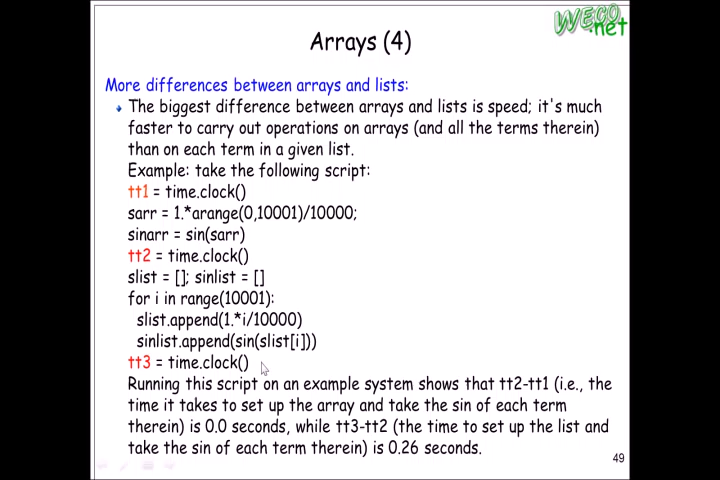 WECO
.net
Arrays (4)
More differences between arrays and lists:
The biggest difference between arrays and lists is speed; it's much
faster to carry out operations on arrays (and all the terms therein)
than on each term in a given list.
Example: take the following script:
tt1 = time.clock()
sarr = 1.*arange(0,10001)/10000;
sinarr = sin(sarr)
tt2 = time.clock()
slist = []; sinlist = []
for i in range(10001):
slist.append(1.*i/10000)
sinlist.append(sin(slist[i]))
tt3 = time.clock()
Running this script on an example system shows that tt2-tt1 (i.e., the
time it takes to set up the array and take the sin of each term
therein) is 0.0 seconds, while tt3-tt2 (the time to set up the list and
take the sin of each term therein) is 0.26 seconds.
49